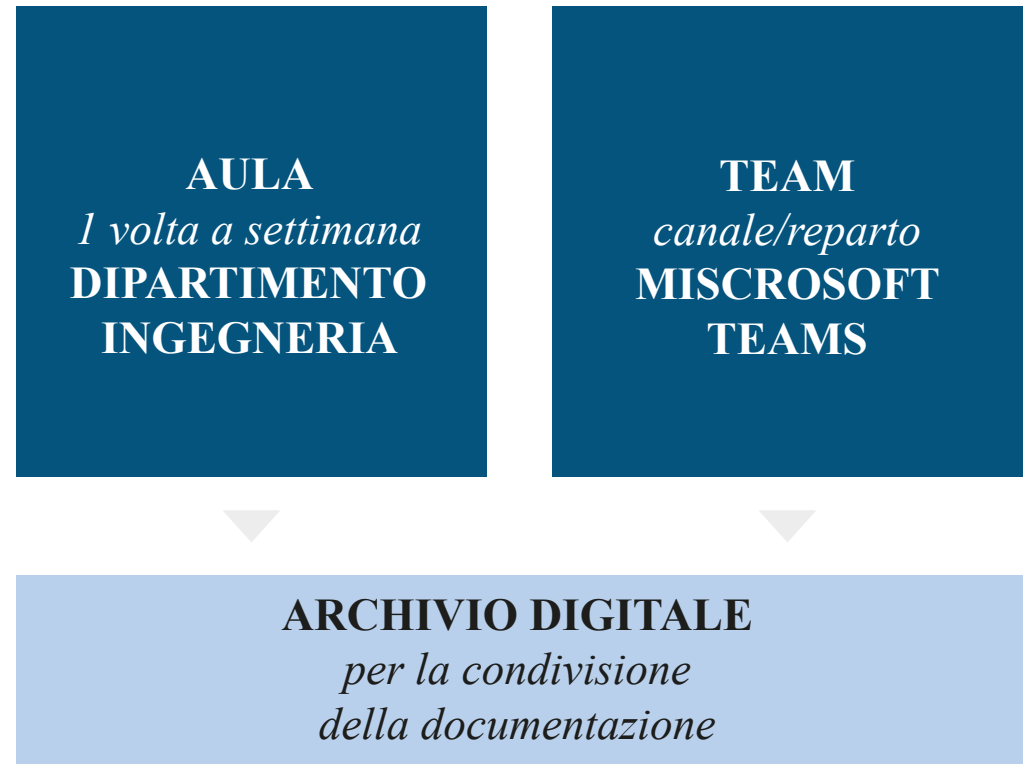 AULA
1 volta a settimana
DIPARTIMENTO
INGEGNERIA
TEAM
canale/reparto
MISCROSOFT
TEAMS
ARCHIVIO DIGITALE
per la condivisione
della documentazione